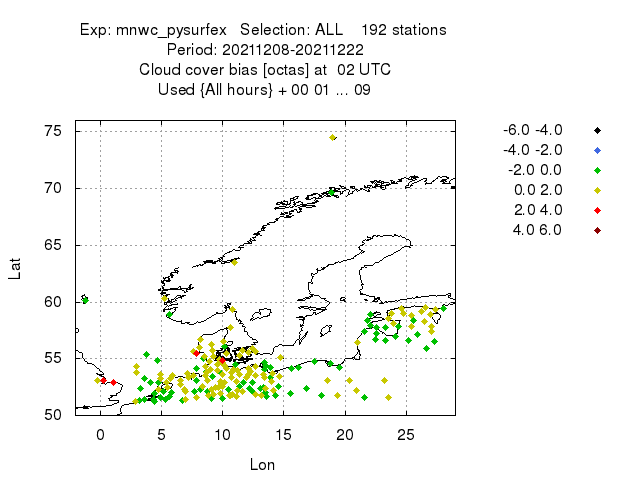 Exp: mnwc_pysurfex   Selection: ALL    192 stations
Period: 20211208-20211222
Cloud cover bias [octas] at  02 UTC
Used {All hours} + 00 01 ... 09
75
70
65
60
55
50
Lat
0 5 10 15 20 25
Lon
-6.0 -4.0
-4.0 -2.0
-2.0 0.0
0.0 2.0
2.0 4.0
4.0 6.0